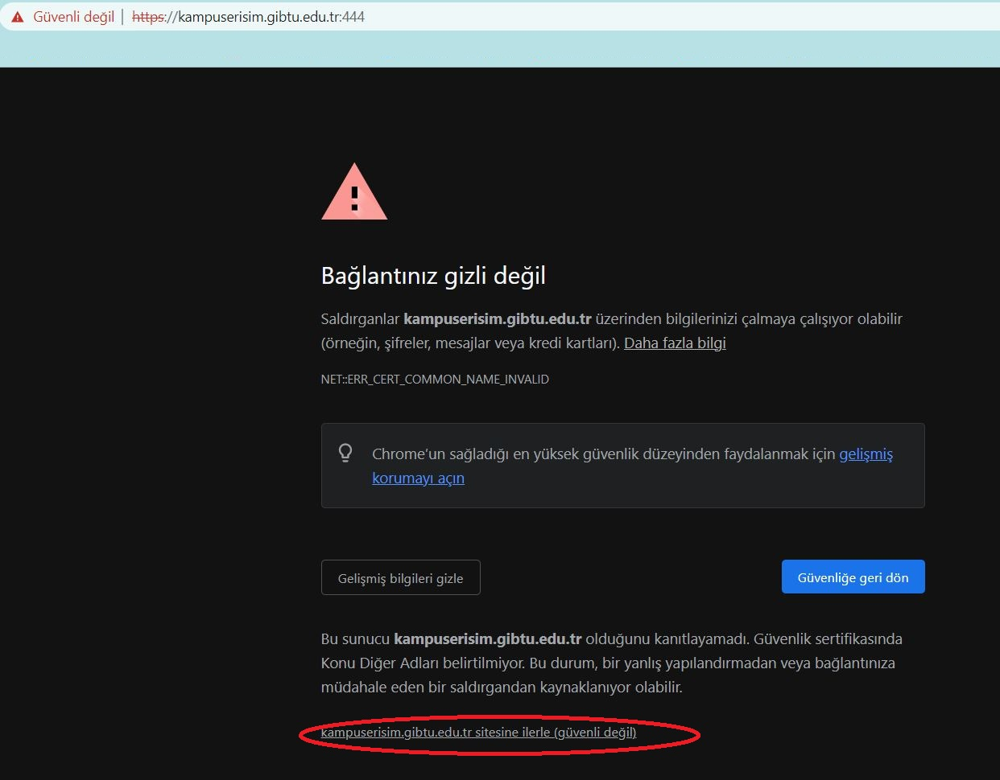 Güvenli değil | https://kampuserisim.gibtu.edu.tr:444
Bağlantınız gizli değil
Saldırganlar kampuserisim.gibtu.edu.tr üzerinden bilgilerinizi çalmaya çalışıyor olabilir
(örneğin, şifreler, mesajlar veya kredi kartları). Daha fazla bilgi
NET::ERR_CERT_COMMON_NAME_INVALID
Chrome'un sağladığı en yüksek güvenlik düzeyinden faydalanmak için gelişmiş
korumayı açın
Gelişmiş bilgileri gizle
Güvenliğe geri dön
Bu sunucu kampuserisim.gibtu.edu.tr olduğunu kanıtlayamadı. Güvenlik sertifikasında
Konu Diğer Adları belirtilmiyor. Bu durum, bir yanlış yapılandırmadan veya bağlantınıza
müdahale eden bir saldırgandan kaynaklanıyor olabilir.
kampuserisim.gibtu.edu.tr sitesine ilerle (güvenli değil)